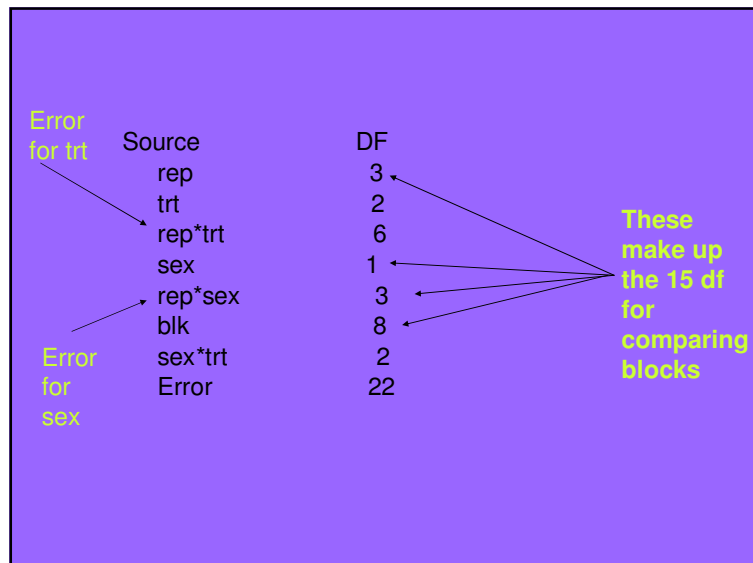 Error
for trt
Source DF
rep 3
trt 2
rep*trt 6
sex 1
rep*sex 3
blk 8
sex*trt 2
Error 22
Error
for
sex
These
make up
the 15 df
for
comparing
blocks